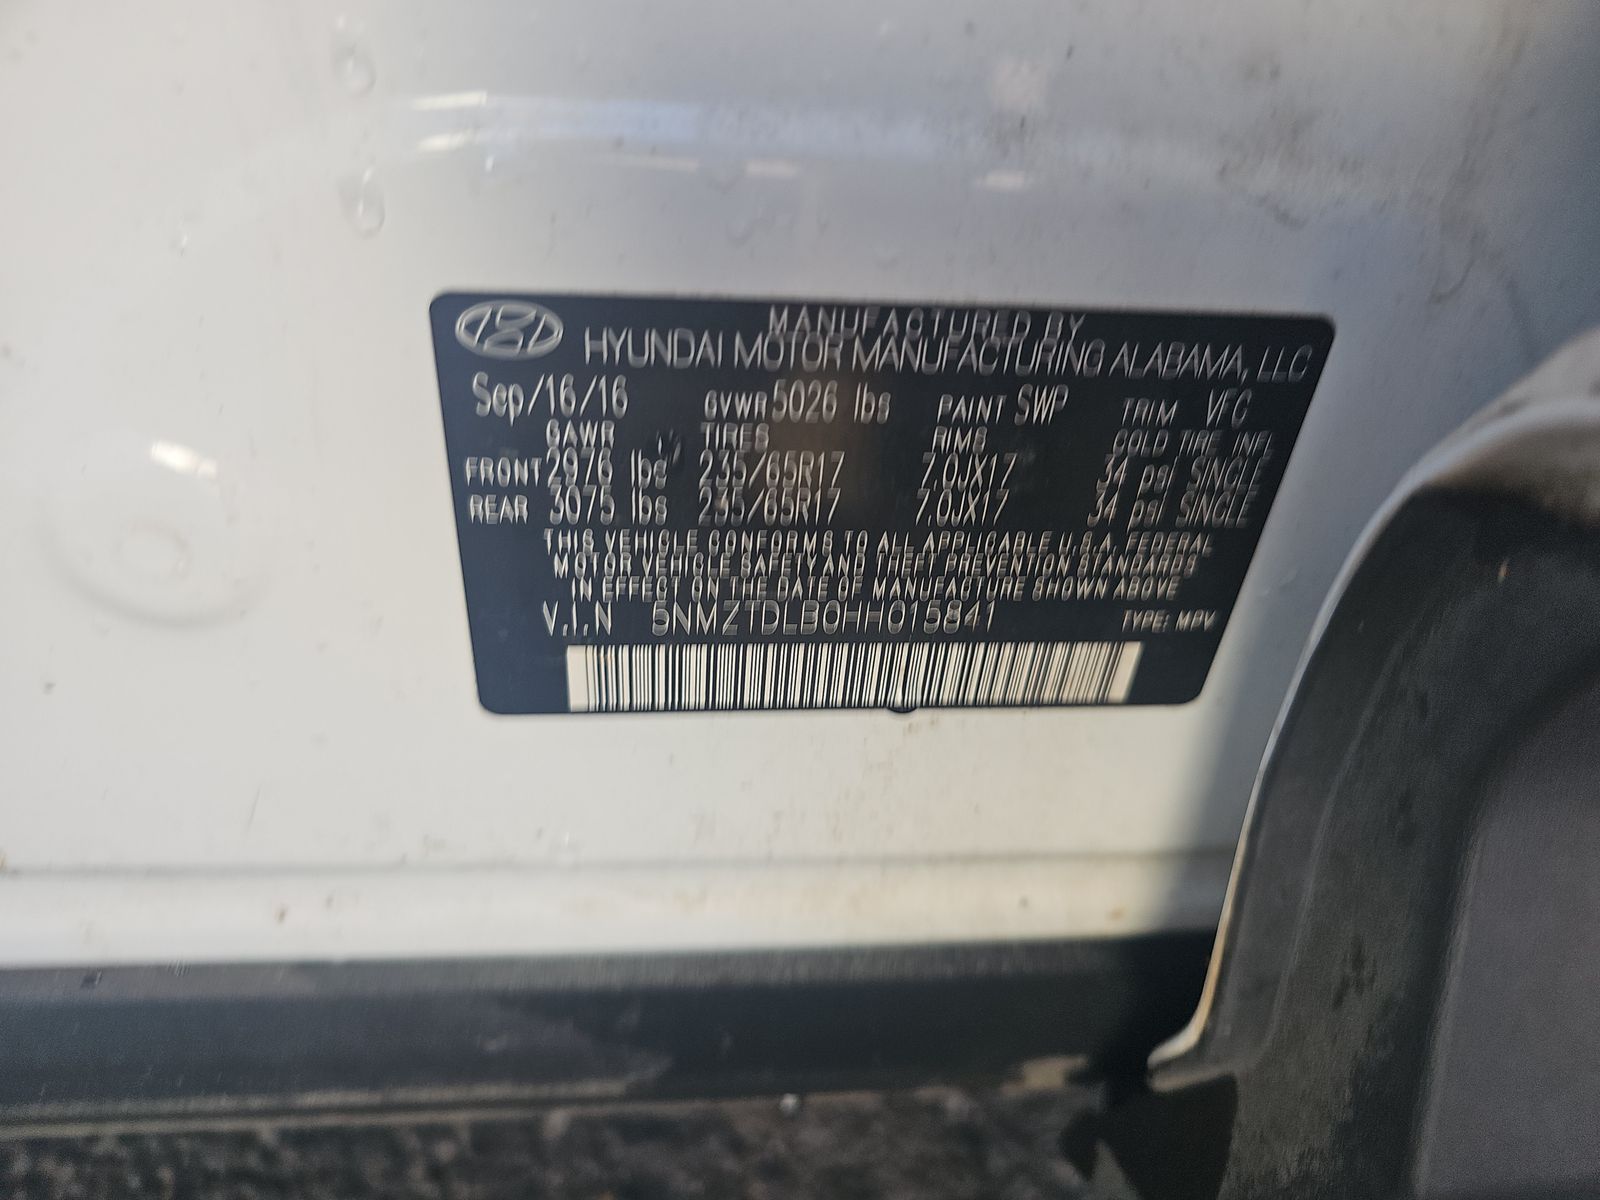 MANUFACTURED BY
HYUNDAI MOTOR MANUFACTURING ALABAMA, LLC
Sep/16/16 GVWR 5026 lbs PAINT SWP TRIM VFC
GAWR TIRES RIMS COLD TIRE INF.
FRONT 2976 lbs 235/65R17 7.0JX17 34 psi SINGLE
REAR 3075 lbs 235/65R17 7.0JX17 34 psi SINGLE
THIS VEHICLE CONFORMS TO ALL APPLICABLE U.S.A. FEDERAL
MOTOR VEHICLE SAFETY AND THEFT PREVENTION STANDARDS
IN EFFECT ON THE DATE OF MANUFACTURE SHOWN ABOVE
V.I.N 5NMZTDLB0HH015841 TYPE: MPV